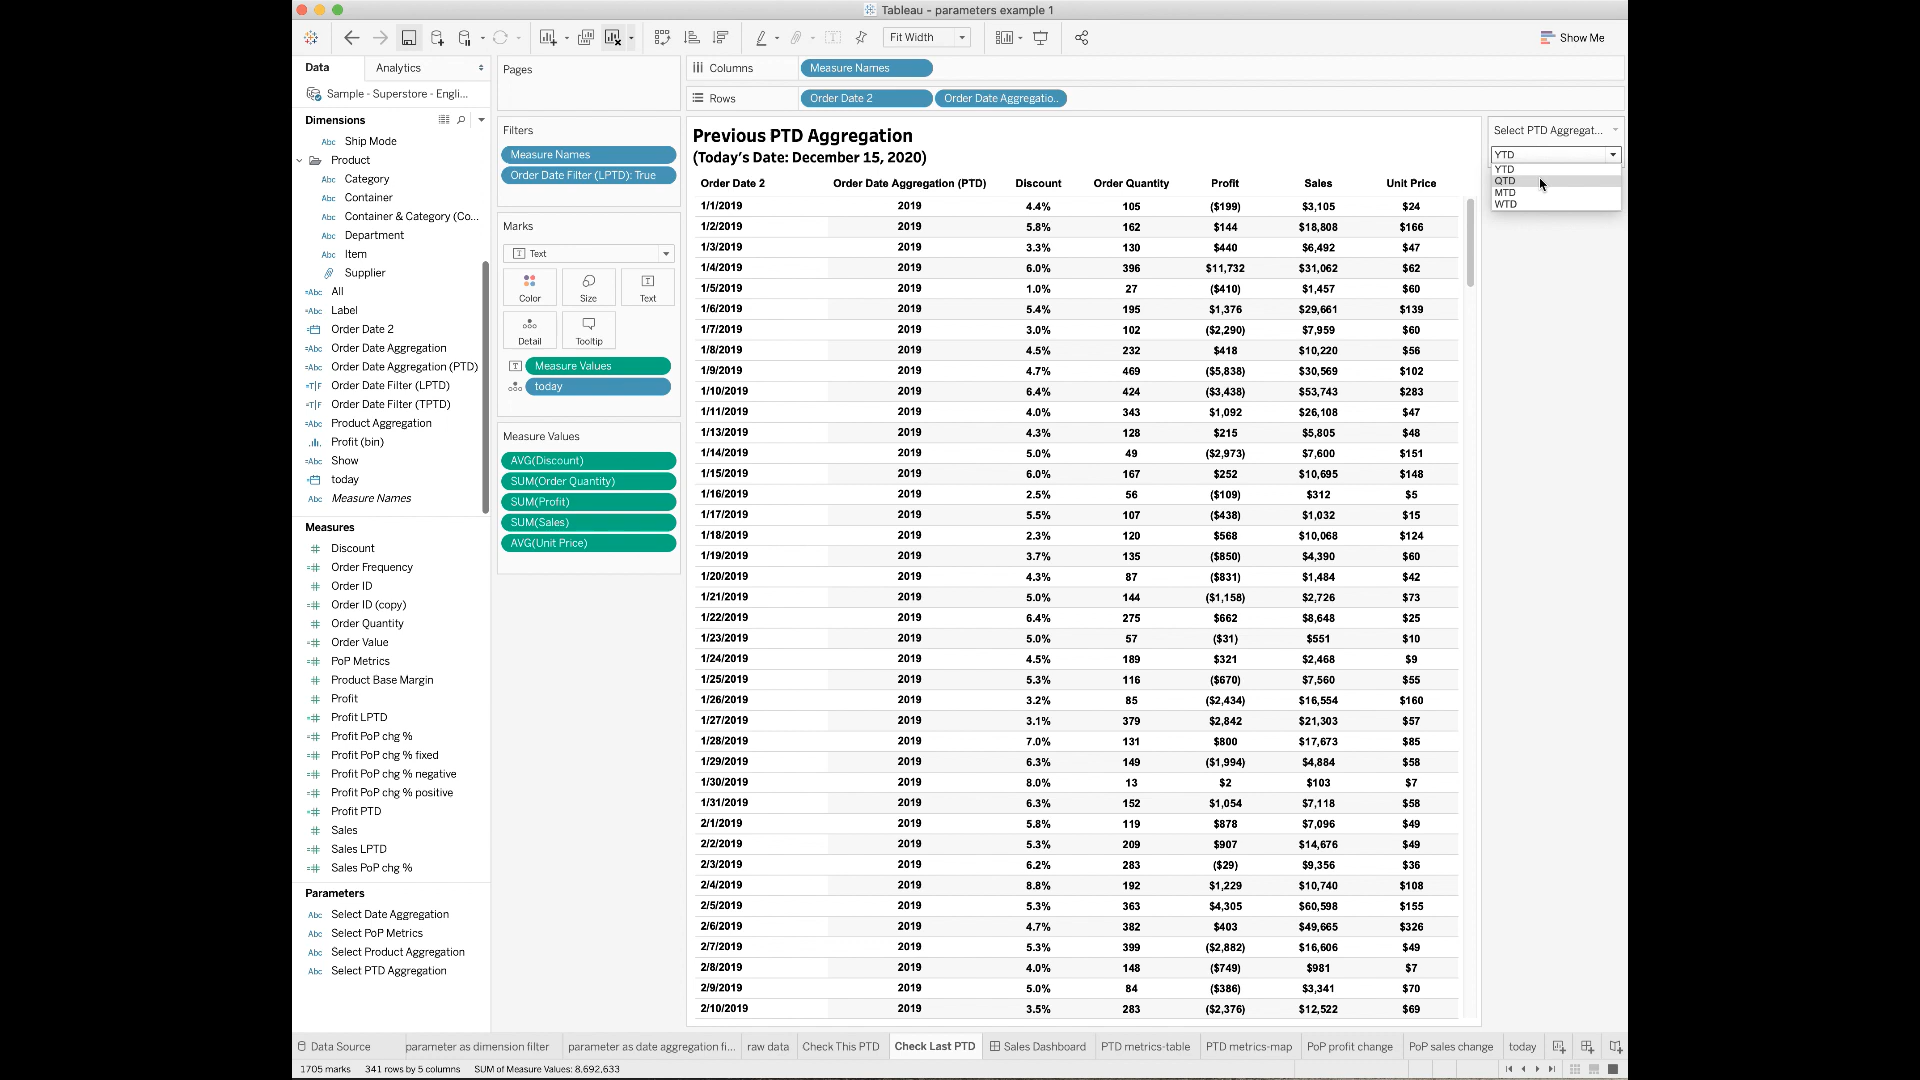 Tableau - parameters example 1
Fit Width
Show Me
Data
Analytics
Sample - Superstore - Engli...
Dimensions
Abc Ship Mode
Product
Abc Category
Abc Container
Abc Container & Category (Co...
Abc Department
Abc Item
Supplier
=Abc All
=Abc Label
Order Date 2
=Abc Order Date Aggregation
=Abc Order Date Aggregation (PTD)
=T|F Order Date Filter (LPTD)
=T|F Order Date Filter (TPTD)
=Abc Product Aggregation
Profit (bin)
=Abc Show
today
Abc Measure Names
Measures
Discount
Order Frequency
Order ID
Order ID (copy)
Order Quantity
Order Value
PoP Metrics
Product Base Margin
Profit
Profit LPTD
Profit PoP chg %
Profit PoP chg % fixed
Profit PoP chg % negative
Profit PoP chg % positive
Profit PTD
Sales
Sales LPTD
Sales PoP chg %
Parameters
Abc Select Date Aggregation
Abc Select PoP Metrics
Abc Select Product Aggregation
Abc Select PTD Aggregation
Pages
Filters
Measure Names
Order Date Filter (LPTD): True
Marks
Text
Color Size Text
Detail Tooltip
Measure Values
today
Measure Values
AVG(Discount)
SUM(Order Quantity)
SUM(Profit)
SUM(Sales)
AVG(Unit Price)
Columns Measure Names
Rows Order Date 2 Order Date Aggregatio..
Previous PTD Aggregation
(Today's Date: December 15, 2020)
Order Date 2 Order Date Aggregation (PTD) Discount Order Quantity Profit Sales Unit Price
1/1/2019 2019 4.4% 105 ($199) $3,105 $24
1/2/2019 2019 5.8% 162 $144 $18,808 $166
1/3/2019 2019 3.3% 130 $440 $6,492 $47
1/4/2019 2019 6.0% 396 $11,732 $31,062 $62
1/5/2019 2019 1.0% 27 ($410) $1,457 $60
1/6/2019 2019 5.4% 195 $1,376 $29,661 $139
1/7/2019 2019 3.0% 102 ($2,290) $7,959 $60
1/8/2019 2019 4.5% 232 $418 $10,220 $56
1/9/2019 2019 4.7% 469 ($5,838) $30,569 $102
1/10/2019 2019 6.4% 424 ($3,438) $53,743 $283
1/11/2019 2019 4.0% 343 $1,092 $26,108 $47
1/13/2019 2019 4.3% 128 $215 $5,805 $48
1/14/2019 2019 5.0% 49 ($2,973) $7,600 $151
1/15/2019 2019 6.0% 167 $252 $10,695 $148
1/16/2019 2019 2.5% 56 ($109) $312 $5
1/17/2019 2019 5.5% 107 ($438) $1,032 $15
1/18/2019 2019 2.3% 120 $568 $10,068 $124
1/19/2019 2019 3.7% 135 ($850) $4,390 $60
1/20/2019 2019 4.3% 87 ($831) $1,484 $42
1/21/2019 2019 5.0% 144 ($1,158) $2,726 $73
1/22/2019 2019 6.4% 275 $662 $8,648 $25
1/23/2019 2019 5.0% 57 ($31) $551 $10
1/24/2019 2019 4.5% 189 $321 $2,468 $9
1/25/2019 2019 5.3% 116 ($670) $7,560 $55
1/26/2019 2019 3.2% 85 ($2,434) $16,554 $160
1/27/2019 2019 3.1% 379 $2,842 $21,303 $57
1/28/2019 2019 7.0% 131 $800 $17,673 $85
1/29/2019 2019 6.3% 149 ($1,994) $4,884 $58
1/30/2019 2019 8.0% 13 $2 $103 $7
1/31/2019 2019 6.3% 152 $1,054 $7,118 $58
2/1/2019 2019 5.8% 119 $878 $7,096 $49
2/2/2019 2019 5.3% 209 $907 $14,676 $49
2/3/2019 2019 6.2% 283 ($29) $9,356 $36
2/4/2019 2019 8.8% 192 $1,229 $10,740 $108
2/5/2019 2019 5.3% 363 $4,305 $60,598 $155
2/6/2019 2019 4.7% 382 $403 $49,665 $326
2/7/2019 2019 5.3% 399 ($2,882) $16,606 $49
2/8/2019 2019 4.0% 148 ($749) $981 $7
2/9/2019 2019 5.0% 84 ($386) $3,341 $70
2/10/2019 2019 3.5% 283 ($2,376) $12,522 $69
Select PTD Aggregat...
YTD
YTD
QTD
MTD
WTD
Data Source parameter as dimension filter parameter as date aggregation fi... raw data Check This PTD Check Last PTD Sales Dashboard PTD metrics-table PTD metrics-map PoP profit change PoP sales change today
1705 marks 341 rows by 5 columns SUM of Measure Values: 8,692,633